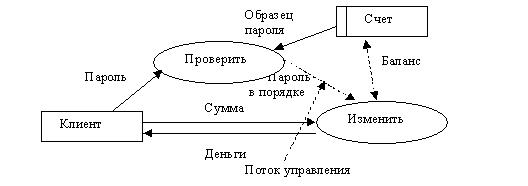 Образец
пароля
Счет
Проверить
Баланс
Пароль
Пароль
в порядке
Сумма
Клиент
Изменить
Деньги
Поток управления